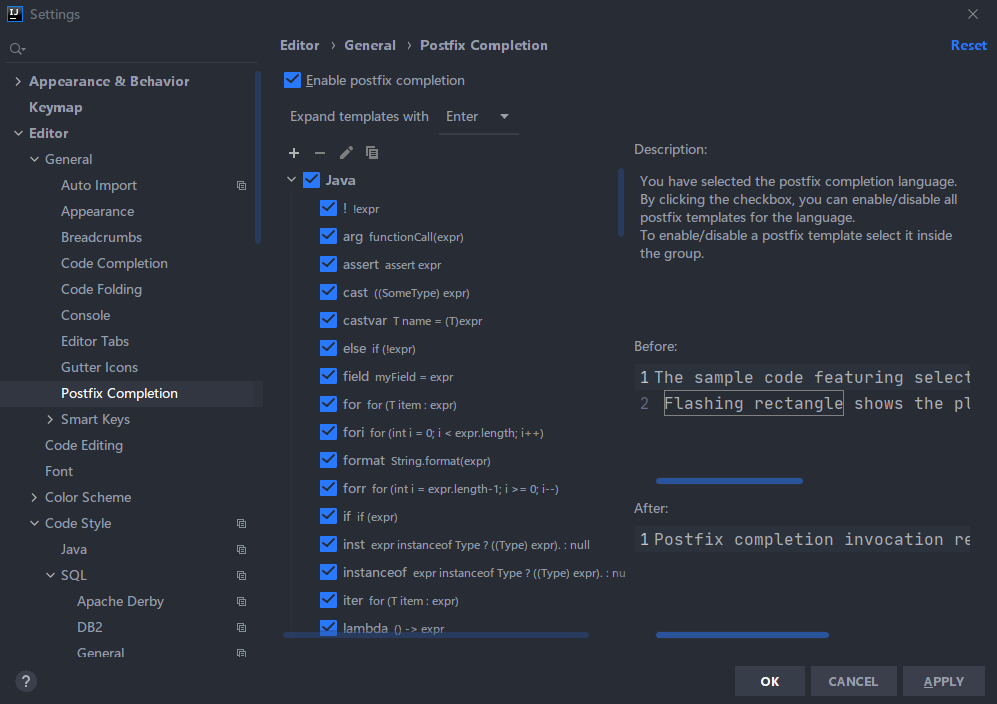 IJ
Settings
Editor › General › Postfix Completion
Reset
Appearance & Behavior
Keymap
Editor
General
Auto Import
Appearance
Breadcrumbs
Code Completion
Code Folding
Console
Editor Tabs
Gutter Icons
Postfix Completion
Smart Keys
Code Editing
Font
Color Scheme
Code Style
Java
SQL
Apache Derby
DB2
General
Enable postfix completion
Expand templates with Enter
Java
! !expr
arg functionCall(expr)
assert assert expr
cast ((SomeType) expr)
castvar T name = (T)expr
else if (!expr)
field myField = expr
for for (T item : expr)
fori for (int i = 0; i < expr.length; i++)
format String.format(expr)
forr for (int i = expr.length-1; i >= 0; i--)
if if (expr)
inst expr instanceof Type ? ((Type) expr). : null
instanceof expr instanceof Type ? ((Type) expr). : nu
iter for (T item : expr)
lambda () -> expr
Description:
You have selected the postfix completion language.
By clicking the checkbox, you can enable/disable all
postfix templates for the language.
To enable/disable a postfix template select it inside
the group.
Before:
1 The sample code featuring select
2 Flashing rectangle shows the pl
After:
1 Postfix completion invocation re
?
OK CANCEL APPLY